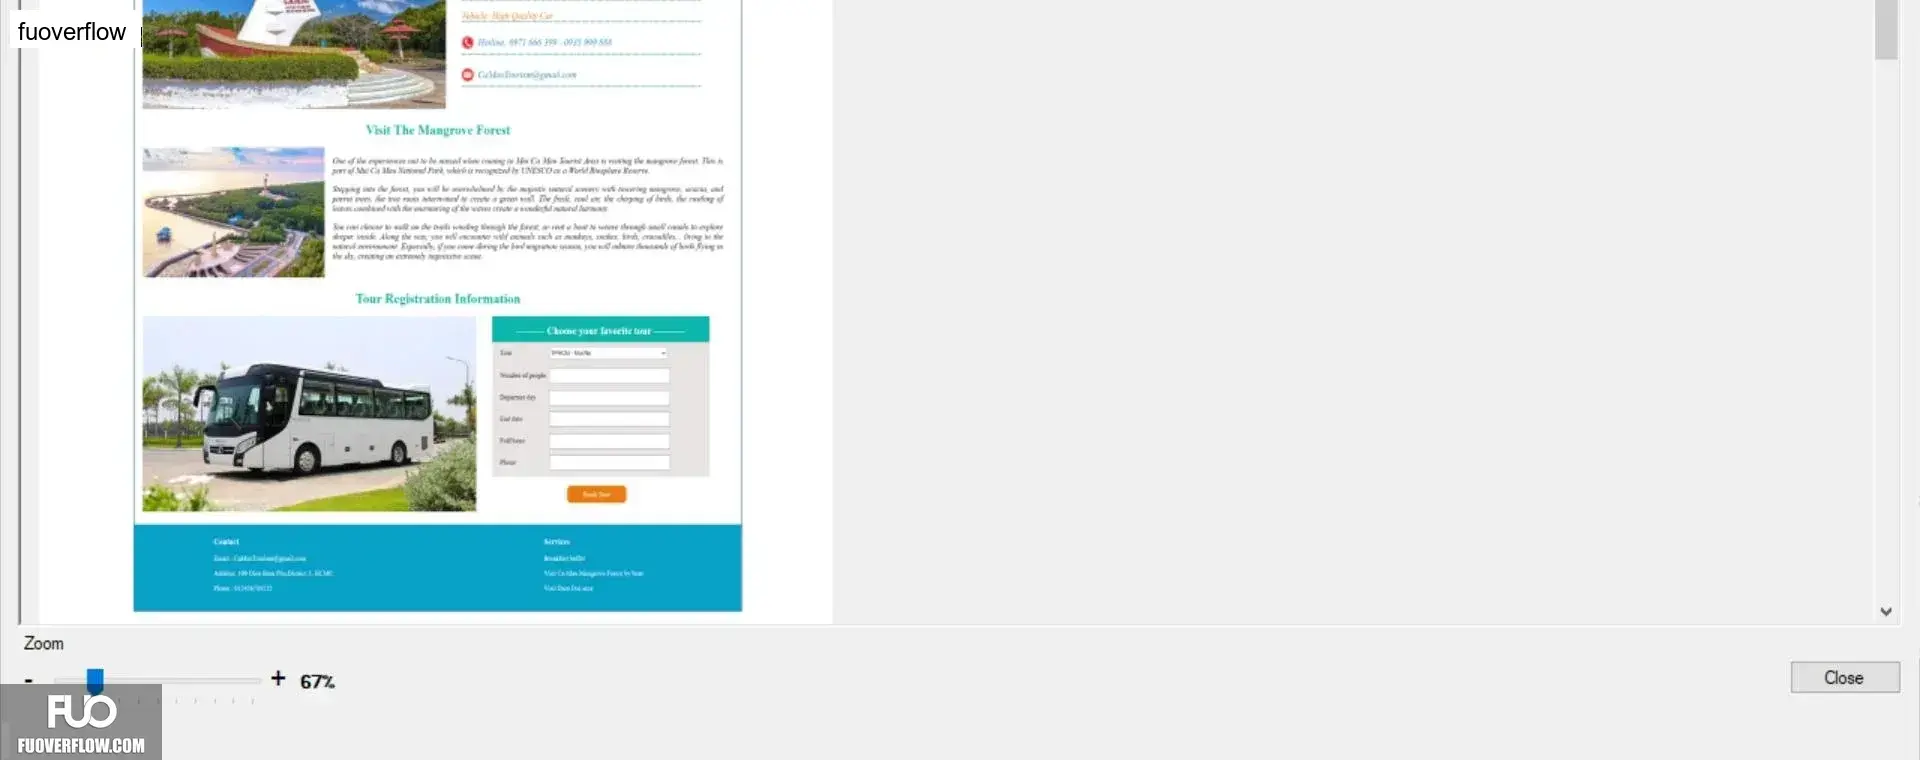 fuoverflow
Vehicle: High Quality Car
Hotline: 0971 666 399 - 0935 999 888
CaMauTourism@gmail.com
Visit The Mangrove Forest
One of the experiences not to be missed when coming to Mui Ca Mau Tourist Area is visiting the mangrove forest. This is
part of Mui Ca Mau National Park, which is recognized by UNESCO as a World Biosphere Reserve.
Stepping into the forest, you will be overwhelmed by the majestic natural scenery with towering mangrove, acacia, and
parrot trees, the tree roots intertwined to create a green wall. The fresh, cool air, the chirping of birds, the rustling of
leaves combined with the murmuring of the waves create a wonderful natural harmony.
You can choose to walk on the trails winding through the forest, or rent a boat to weave through small canals to explore
deeper inside. Along the way, you will encounter wild animals such as monkeys, snakes, birds, crocodiles... living in the
natural environment. Especially, if you come during the bird migration season, you will admire thousands of birds flying in
the sky, creating an extremely impressive scene.
Tour Registration Information
Choose your favorite tour
Tour
Number of people
Departure day
End date
FullName
Phone
Book Tour
Contact
Email: CaMauTourism@gmail.com
Services
Breakfast buffet
Visit Ca Mau Mangrove Forest by boat
Visit Dam Doi area
Zoom
- + 67%
Close
FUO
FUOVERFLOW.COM